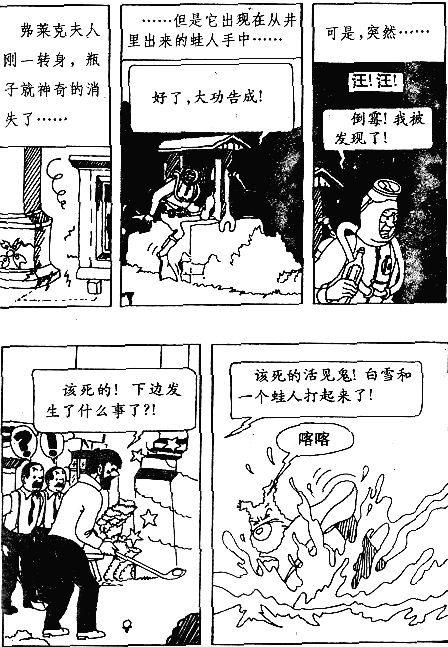 弗莱克夫人
刚一转身，瓶
子就神奇的消
失了……
……但是它出现在从井
里出来的蛙人手中……
好了，大功告成！
可是，突然……
汪！汪！
倒霉！我被
发现了！
该死的！下边发
生了什么事了？！
？
！
该死的活见鬼！白雪和
一个蛙人打起来了！
喀喀